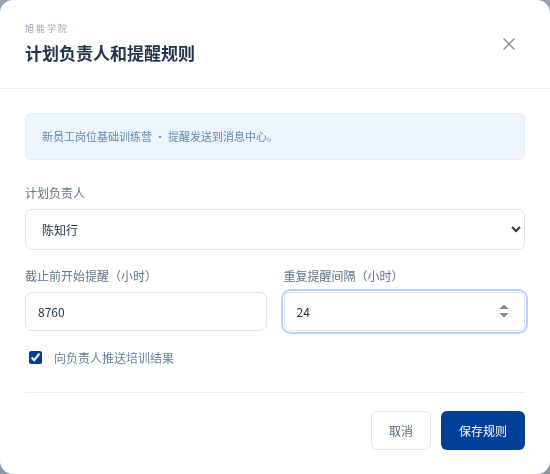 旭能学院
计划负责人和提醒规则
新员工岗位基础训练营 · 提醒发送到消息中心。
计划负责人
陈知行
截止前开始提醒（小时）
重复提醒间隔（小时）
8760
24
向负责人推送培训结果
取消
保存规则